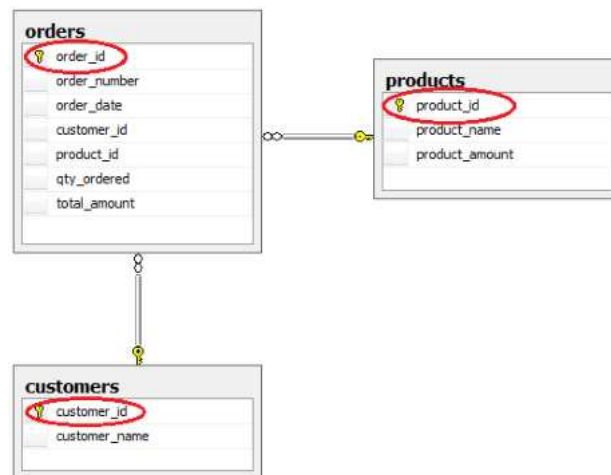 orders
order_id
order_number
order_date
customer_id
product_id
qty_ordered
total_amount
products
product_id
product_name
product_amount
customers
customer_id
customer_name